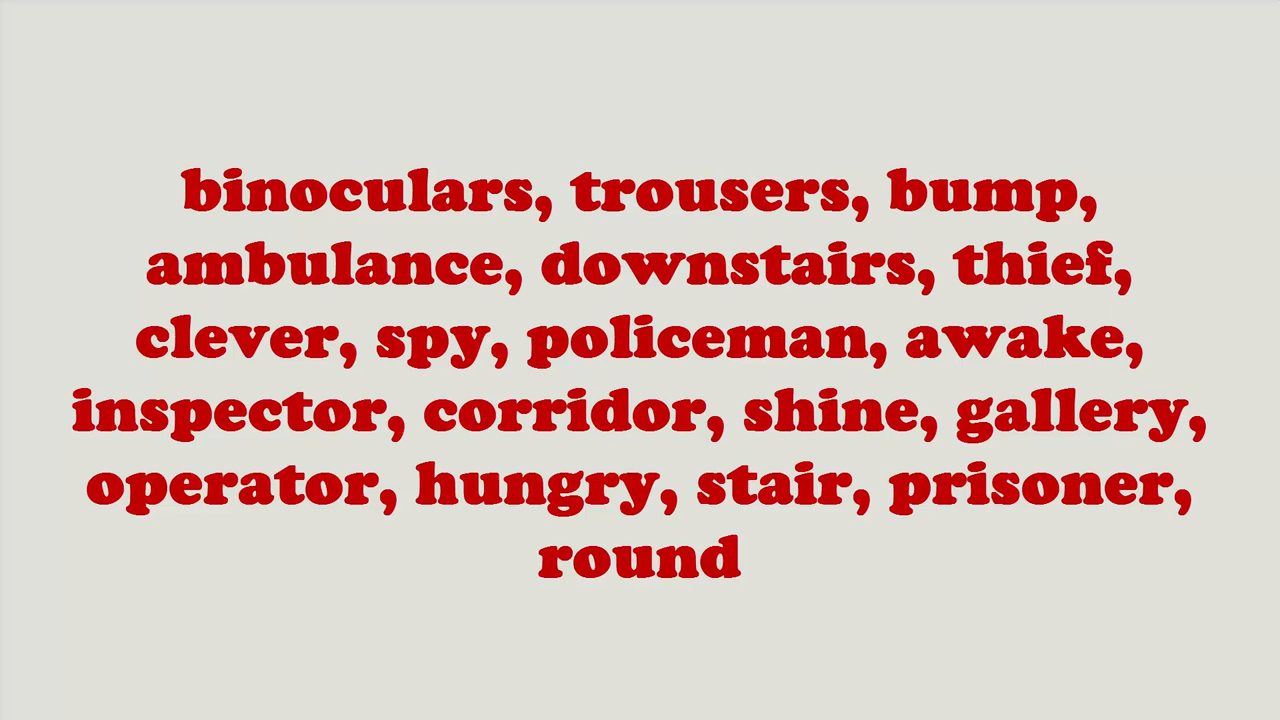 binoculars, trousers, bump,
ambulance, downstairs, thief,
clever, spy, policeman, awake,
inspector, corridor, shine, gallery,
operator, hungry, stair, prisoner,
round